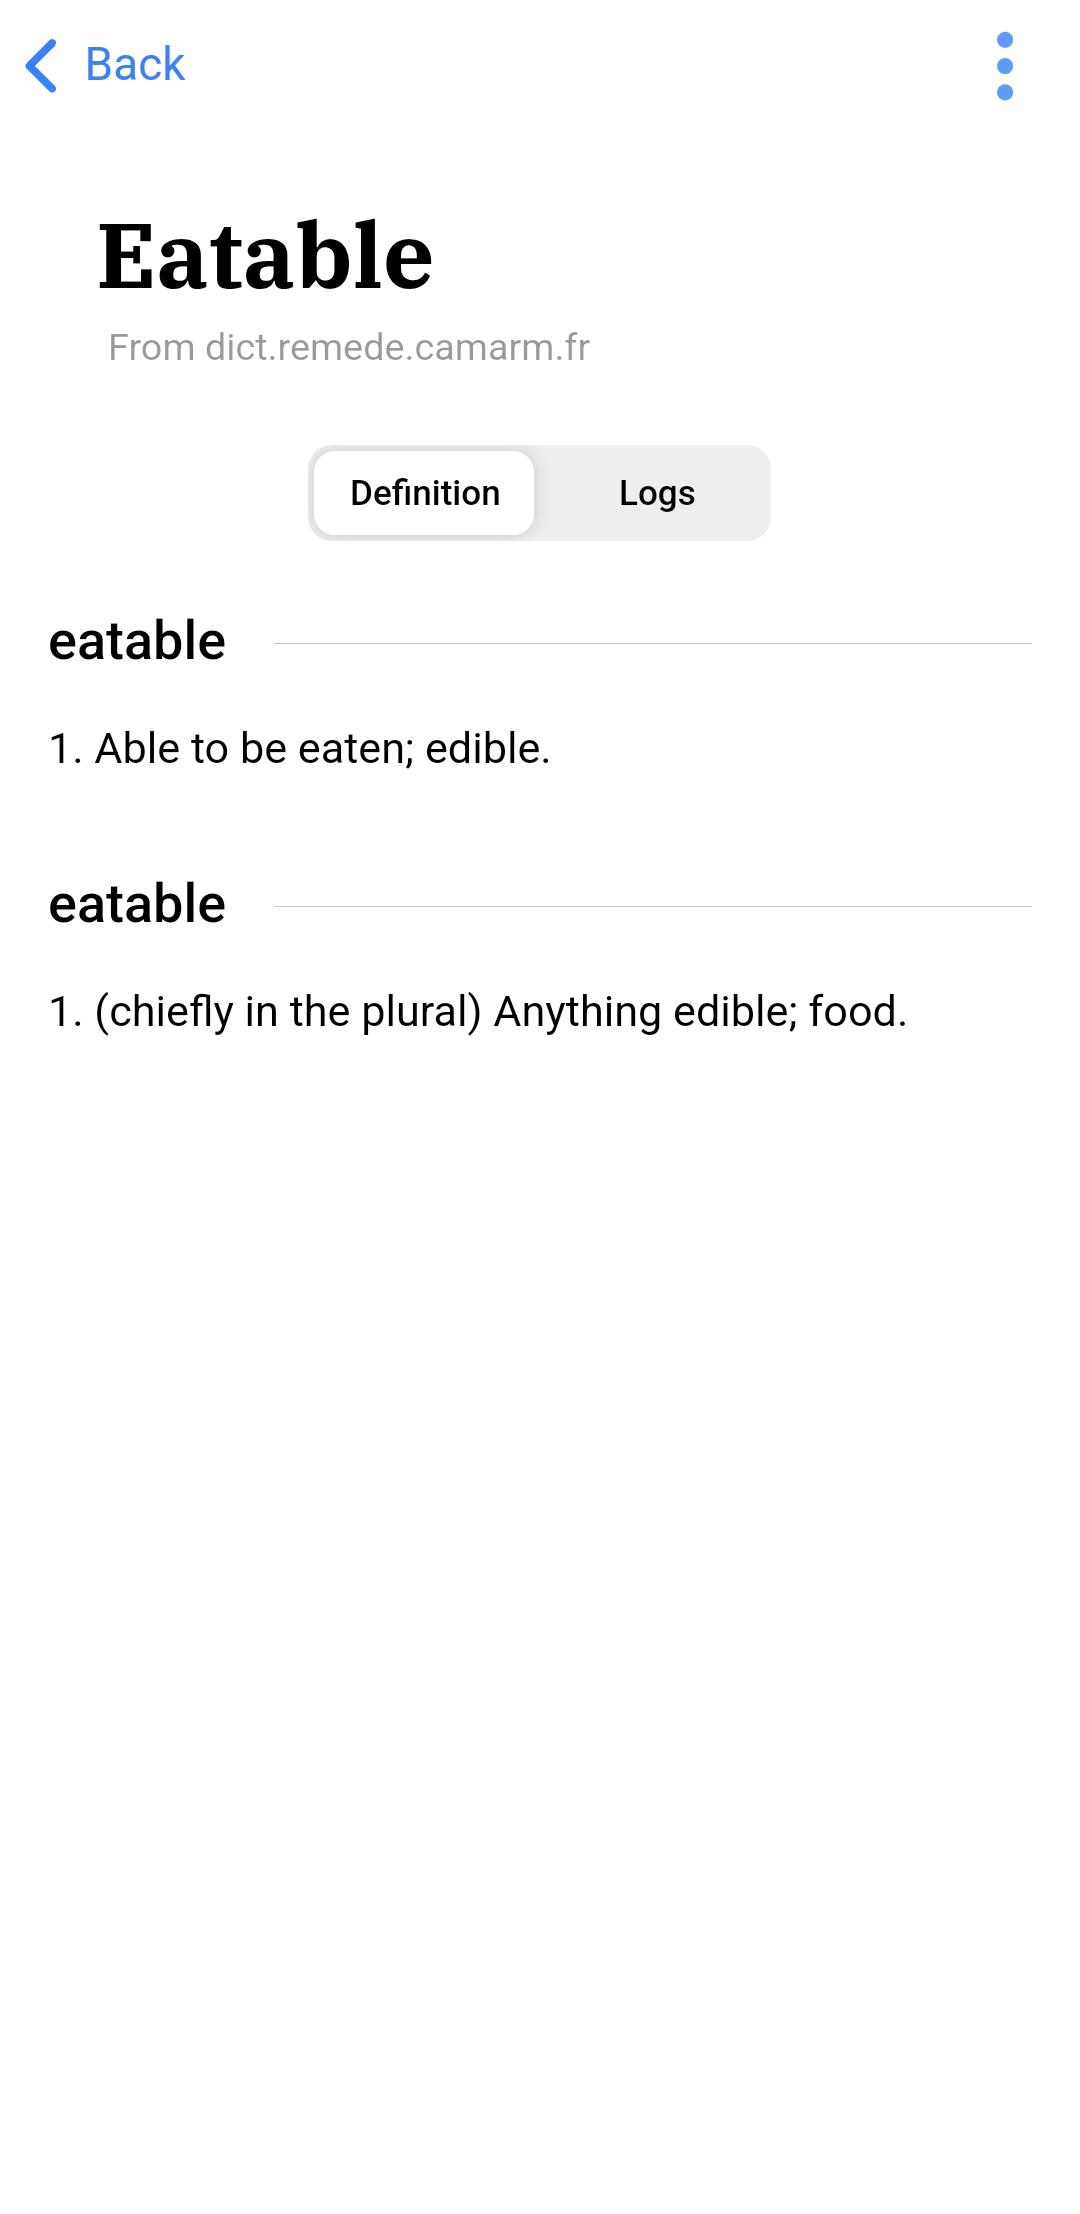 Back
Eatable
From dict.remede.camarm.fr
Definition Logs
eatable
1. Able to be eaten; edible.
eatable
1. (chiefly in the plural) Anything edible; food.